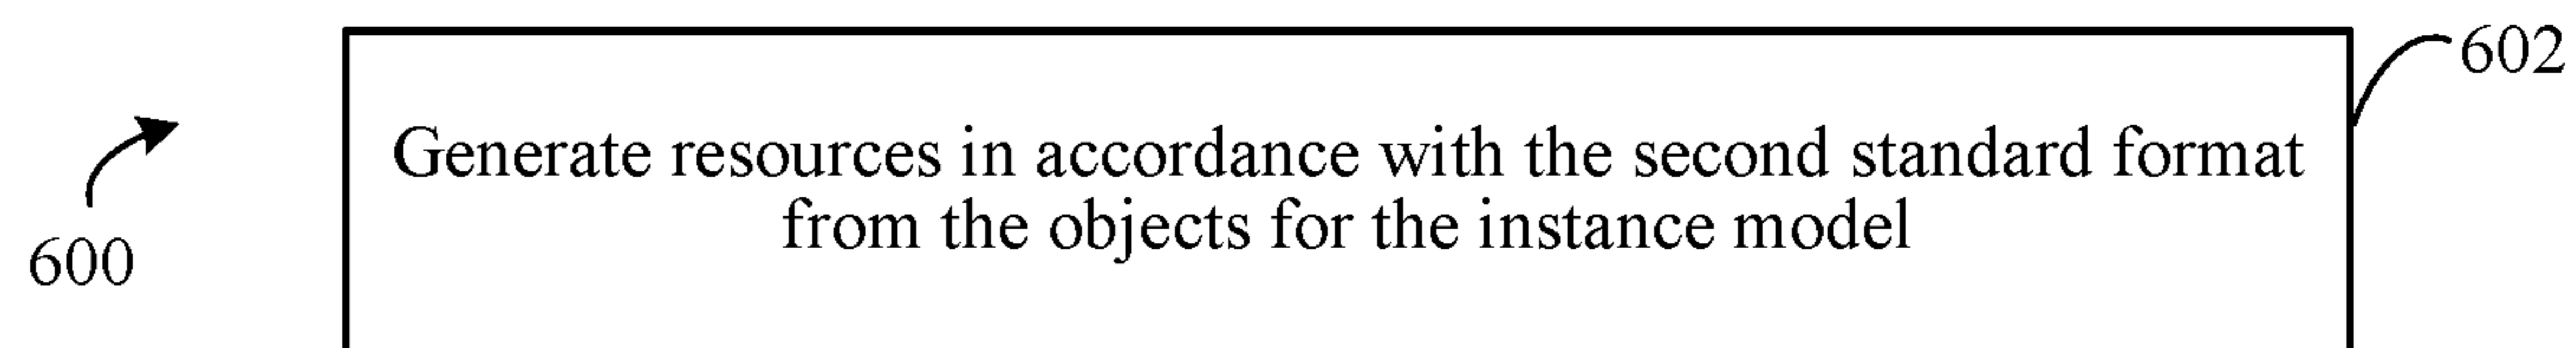 602
Generate resources in accordance with the second standard format
from the objects for the instance model
600